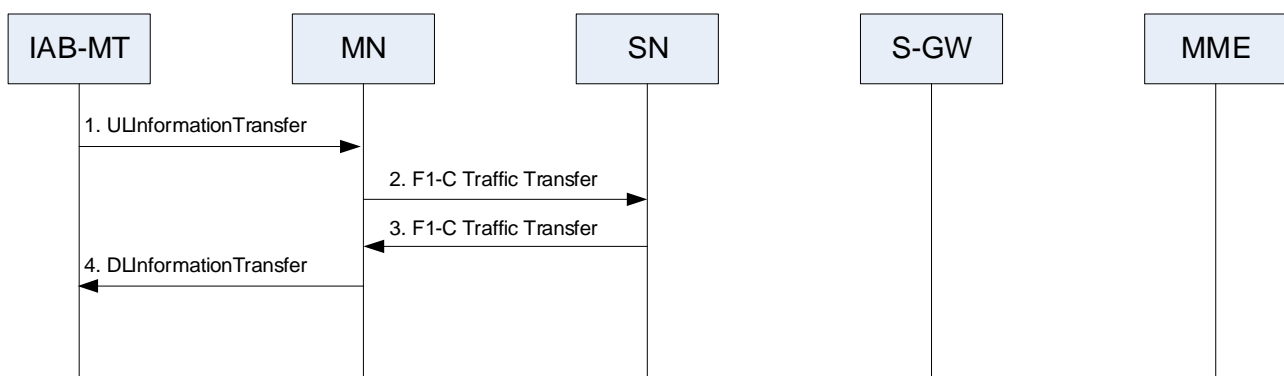 IAB-MT
MN
SN
S-GW
MME
1. ULInformationTransfer
2. F1-C Traffic Transfer
3. F1-C Traffic Transfer
4. DLInformationTransfer